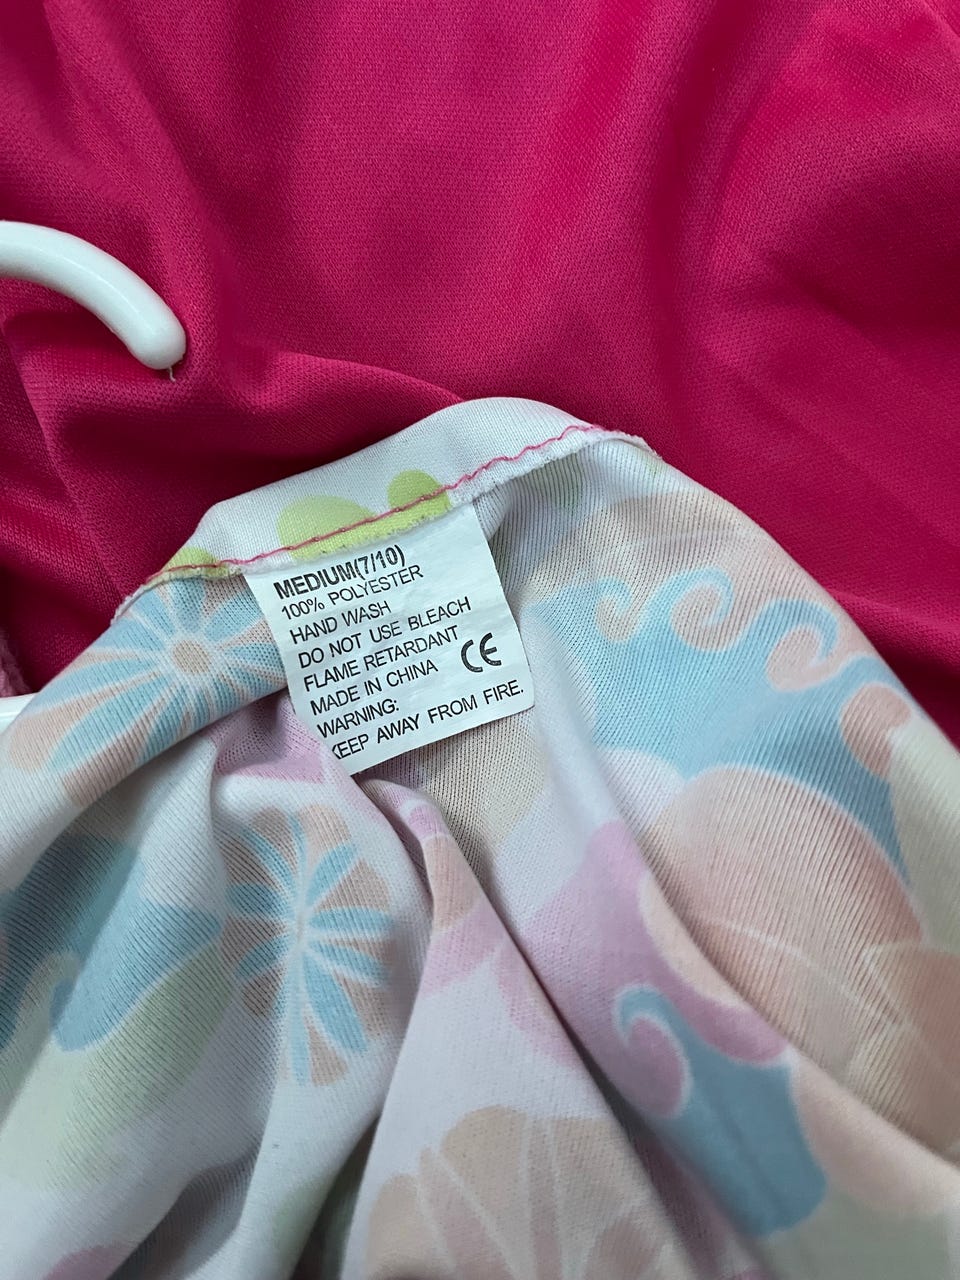 MEDIUM(7/10)
100% POLYESTER
HAND WASH
DO NOT USE BLEACH
FLAME RETARDANT
MADE IN CHINA CE
WARNING:
KEEP AWAY FROM FIRE.